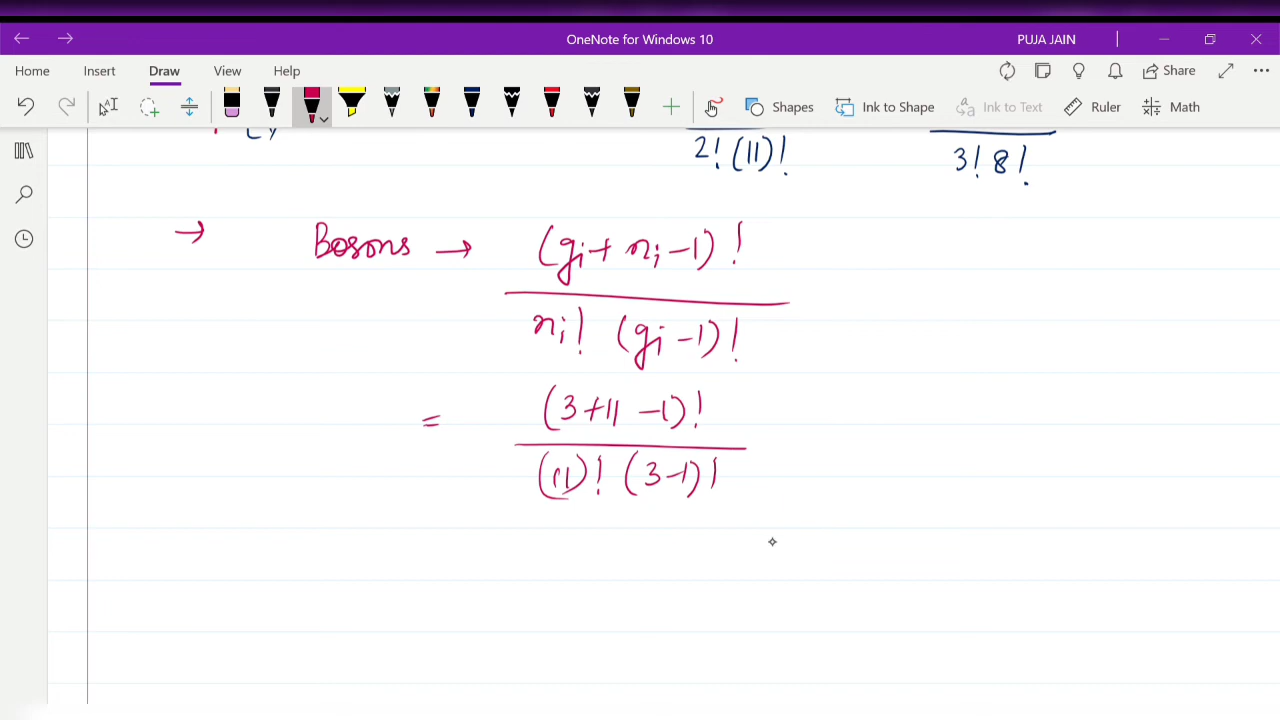 OneNote for Windows 10 PUJA JAIN
Home Insert Draw View Help Share
Shapes Ink to Shape Ink to Text Ruler Math
2! (11)! 3! 8!
→ Bosons → (gi + ni -1)!
ni! (gi -1)!
= (3+11 -1)!
(11)! (3-1)!